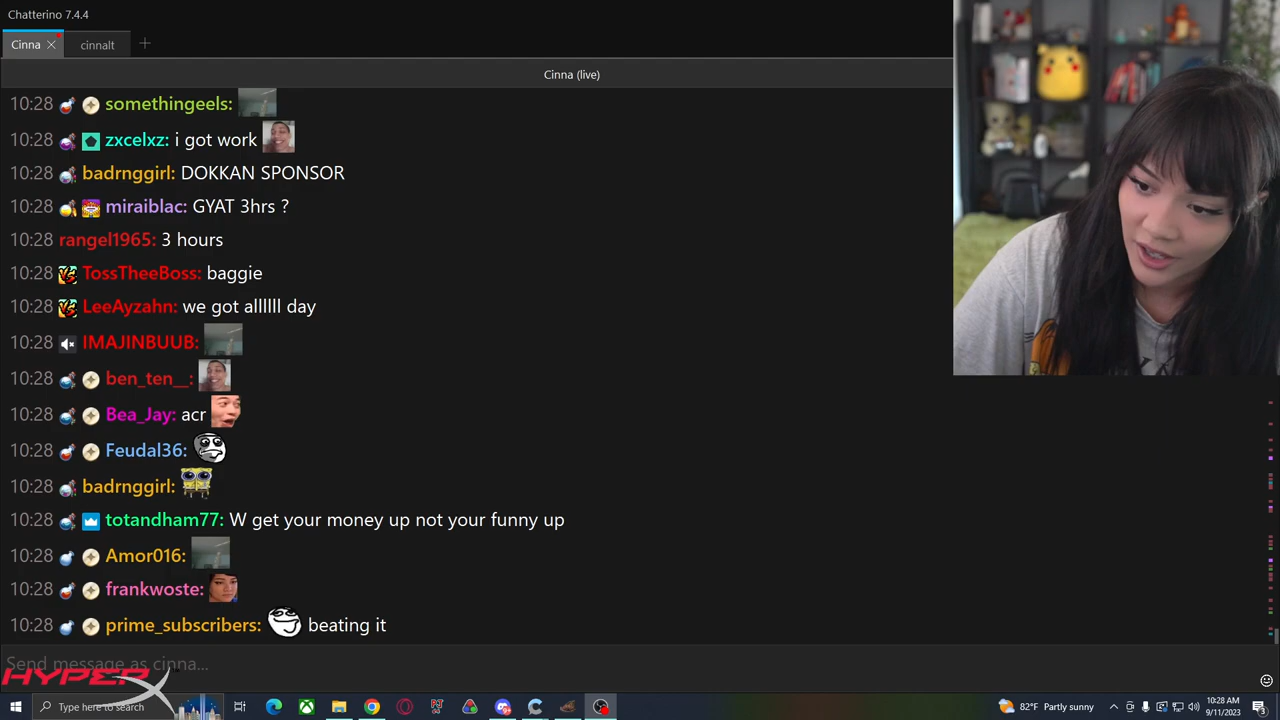 Chatterino 7.4.4
Cinna
cinnalt
Cinna (live)
10:28 somethingeels:
10:28 zxcelxz: i got work
10:28 badrnggirl: DOKKAN SPONSOR
10:28 miraiblac: GYAT 3hrs ?
10:28 rangel1965: 3 hours
10:28 TossTheeBoss: baggie
10:28 LeeAyzahn: we got allllll day
10:28 IMAJINBUUB:
10:28 ben_ten__:
10:28 Bea_Jay: acr
10:28 Feudal36:
10:28 badrnggirl:
10:28 totandham77: W get your money up not your funny up
10:28 Amor016:
10:28 frankwoste:
10:28 prime_subscribers: beating it
Send message as cinna...
HYPERX
Type here to search
82°F Partly sunny
10:28 AM
9/11/2023
3